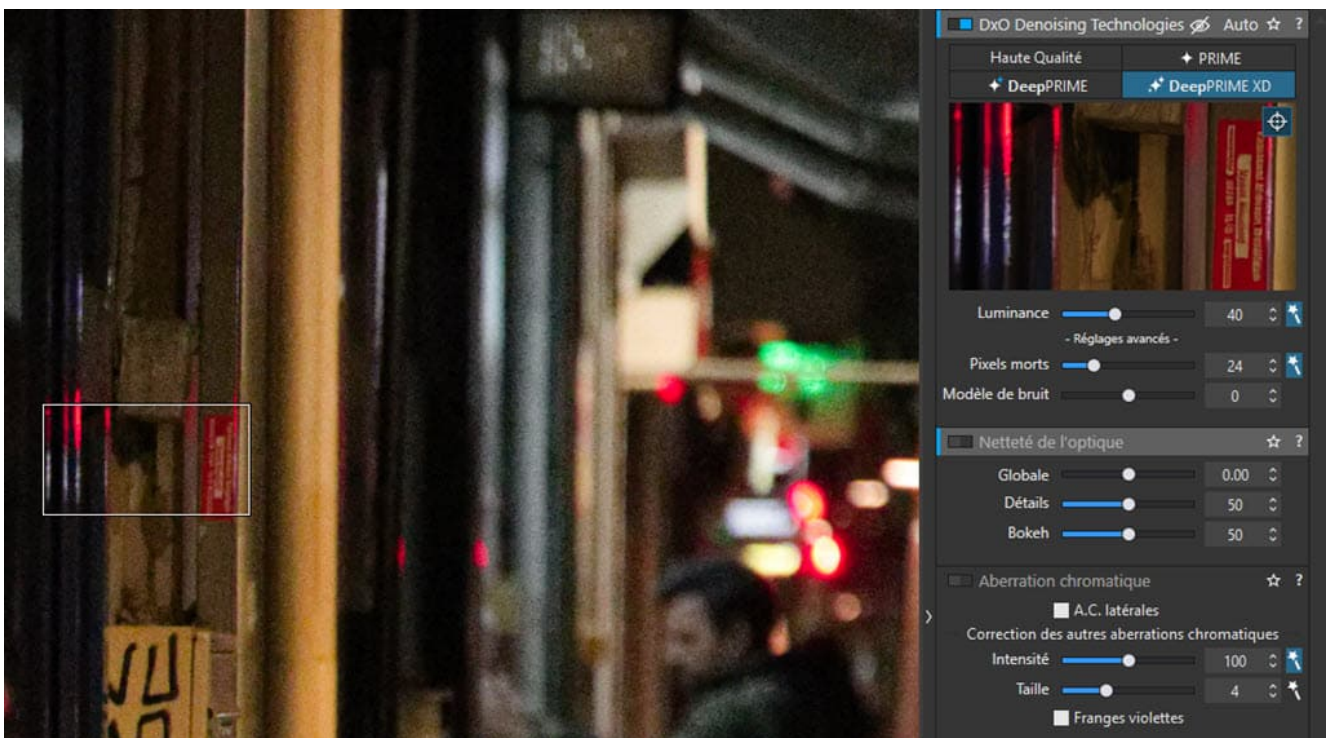 DxO Denoising Technologies Auto ?
Haute Qualité PRIME
DeepPRIME DeepPRIME XD
Luminance 40
- Réglages avancés -
Pixels morts 24
Modèle de bruit 0
Netteté de l'optique ?
Globale 0.00
Détails 50
Bokeh 50
Aberration chromatique ?
A.C. latérales
Correction des autres aberrations chromatiques
Intensité 100
Taille 4
Franges violettes